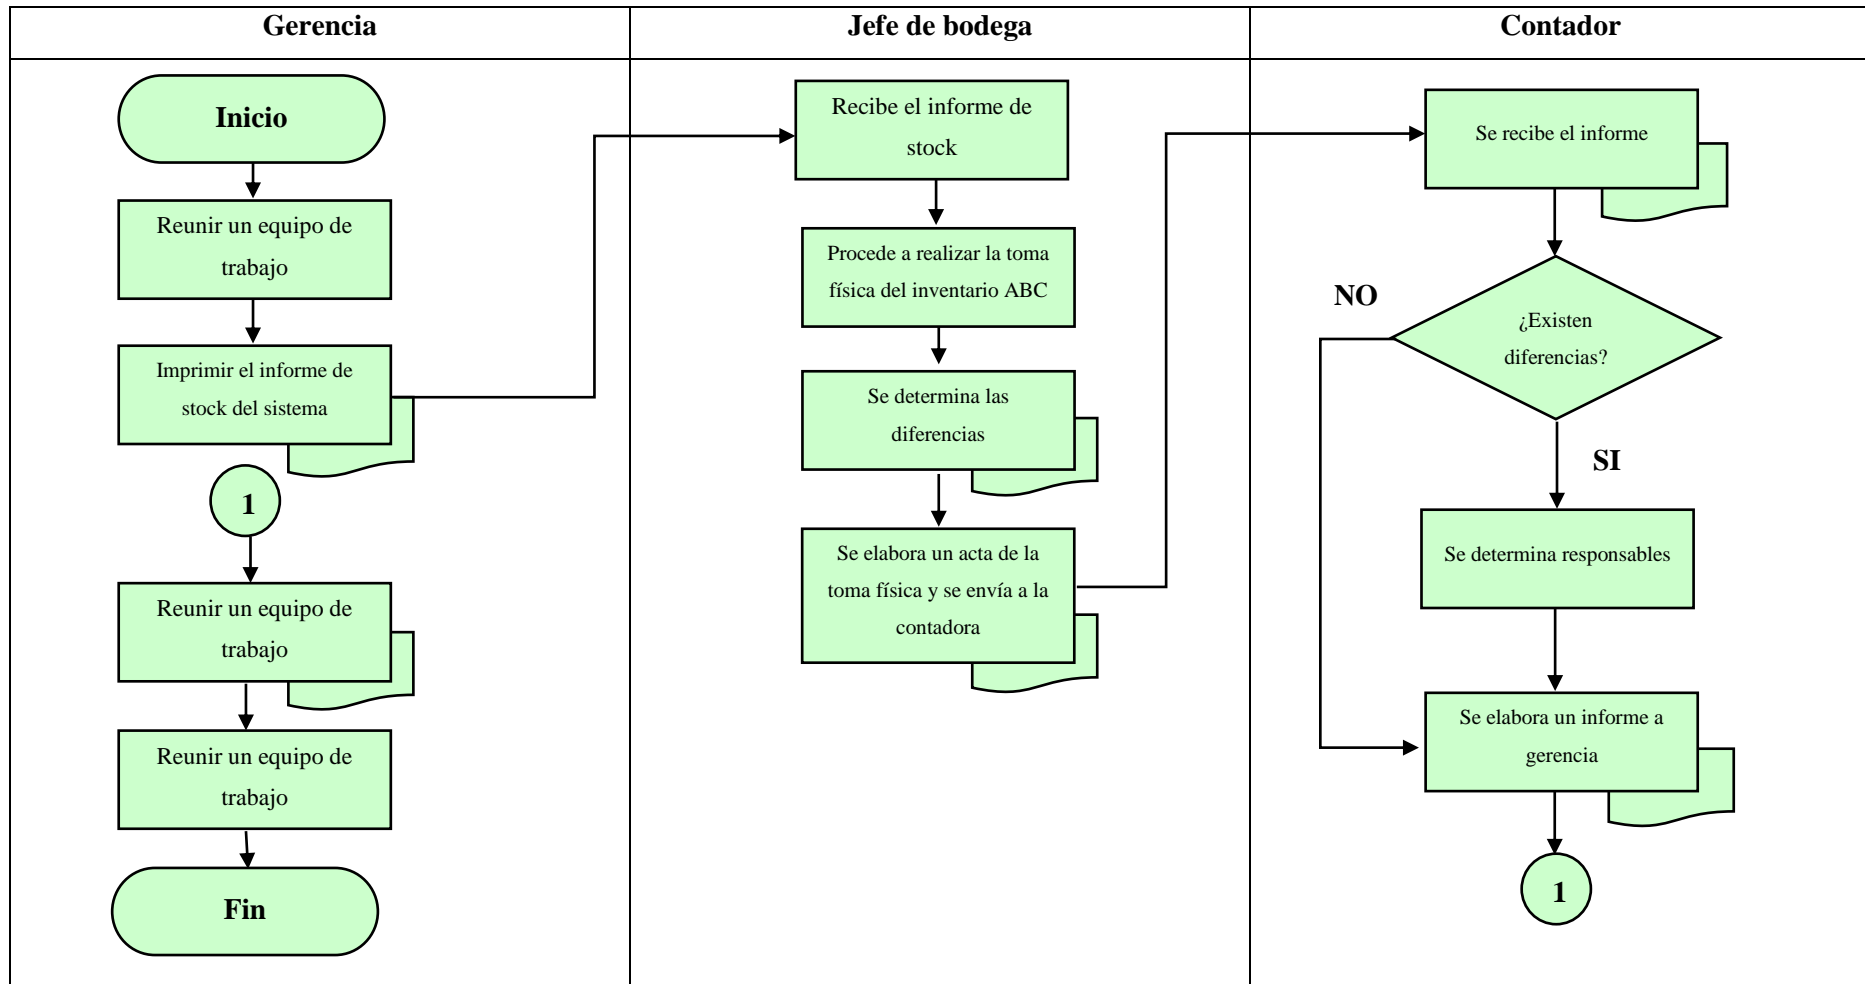 Gerencia
Jefe de bodega
Contador
Inicio
Reunir un equipo de
trabajo
Imprimir el informe de
stock del sistema
1
Reunir un equipo de
trabajo
Reunir un equipo de
trabajo
Fin
Recibe el informe de
stock
Procede a realizar la toma
física del inventario ABC
Se determina las
diferencias
Se elabora un acta de la
toma física y se envía a la
contadora
Se recibe el informe
¿Existen
diferencias?
NO
SI
Se determina responsables
Se elabora un informe a
gerencia
1